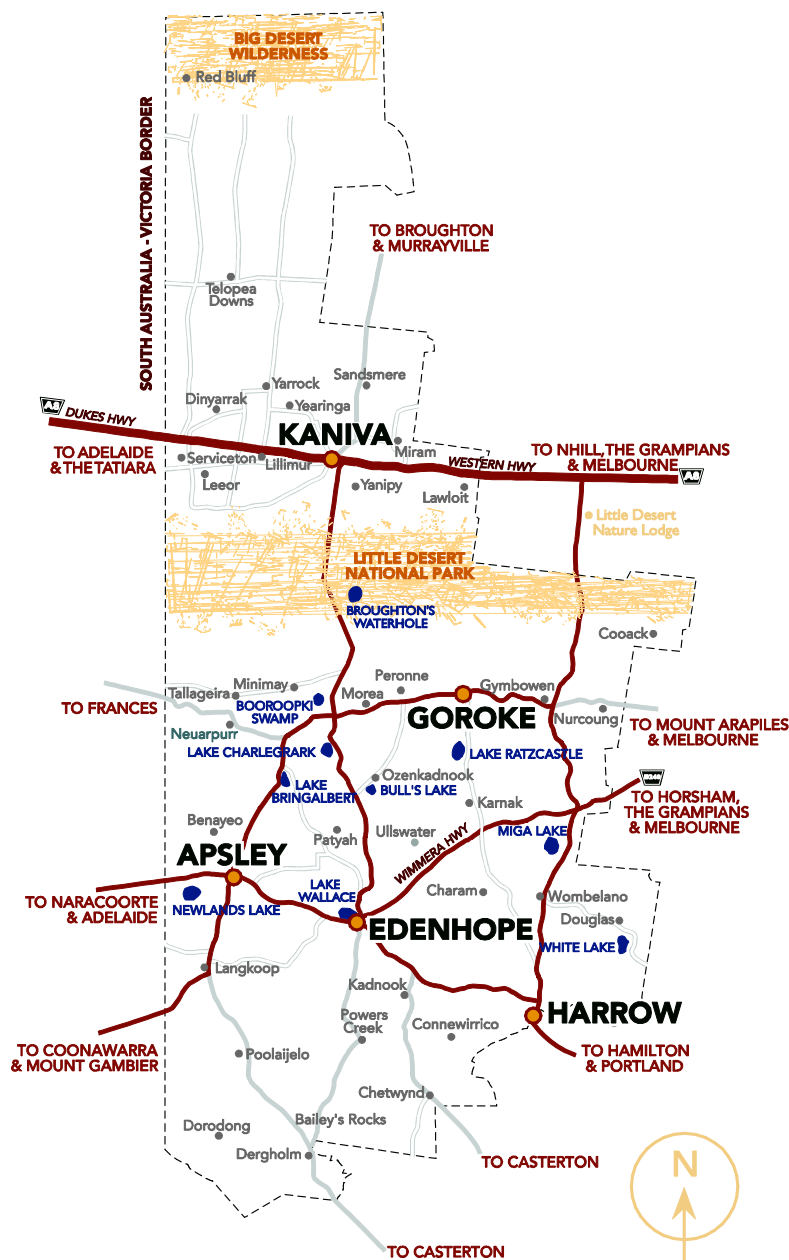 BIG DESERT
WILDERNESS
Red Bluff
SOUTH AUSTRALIA - VICTORIA BORDER
TO BROUGHTON
& MURRAYVILLE
Telopea
Downs
Sandsmere
Yarrock
Dinyarrak
Yearinga
A8
DUKES HWY
KANIVA
Miram
TO ADELAIDE
& THE TATIARA
Serviceton
Lillimur
WESTERN HWY
TO NHILL, THE GRAMPIANS
& MELBOURNE
A8
Leeor
Yanipy
Lawloit
Little Desert
Nature Lodge
LITTLE DESERT
NATIONAL PARK
BROUGHTON'S
WATERHOLE
Cooack
Peronne
Minimay
Gymbowen
Tallageira
Morea
TO FRANCES
BOOROOPKI
SWAMP
GOROKE
Nurcoung
TO MOUNT ARAPILES
& MELBOURNE
Neuarpurr
LAKE CHARLEGRARK
LAKE RATZCASTLE
Ozenkadnook
LAKE
BRINGALBERT
BULL'S LAKE
Karnak
TO HORSHAM,
THE GRAMPIANS
& MELBOURNE
Benayeo
Patyah
Ullswater
MIGA LAKE
WIMMERA HWY
APSLEY
LAKE
WALLACE
Charam
Wombelano
TO NARACOORTE
& ADELAIDE
NEWLANDS LAKE
Douglas
EDENHOPE
WHITE LAKE
Langkoop
Kadnook
HARROW
Powers
Creek
Connewirrico
TO COONAWARRA
& MOUNT GAMBIER
Poolaijelo
TO HAMILTON
& PORTLAND
Chetwynd
Bailey's Rocks
Dorodong
Dergholm
TO CASTERTON
N
TO CASTERTON